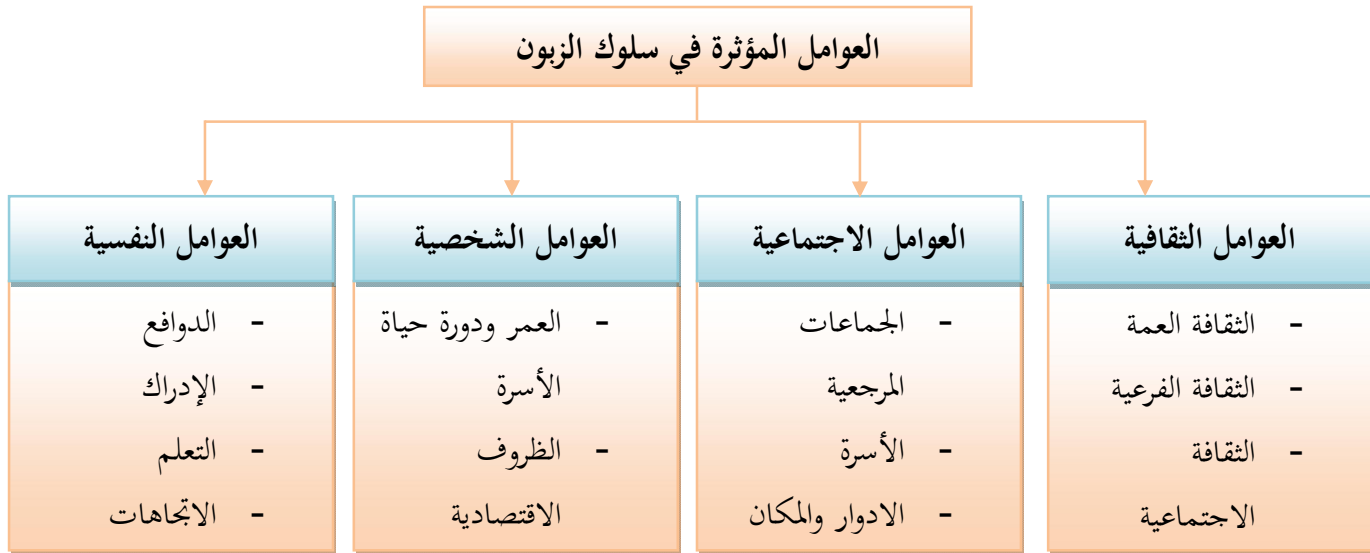 العوامل المؤثرة في سلوك الزبون
العوامل الثقافية
- الثقافة العمة
- الثقافة الفرعية
- الثقافة
الاجتماعية
العوامل الاجتماعية
- الجماعات
المرجعية
- الأسرة
- الادوار والمكان
العوامل الشخصية
- العمر ودورة حياة
الأسرة
- الظروف
الاقتصادية
العوامل النفسية
- الدوافع
- الإدراك
- التعلم
- الاتجاهات